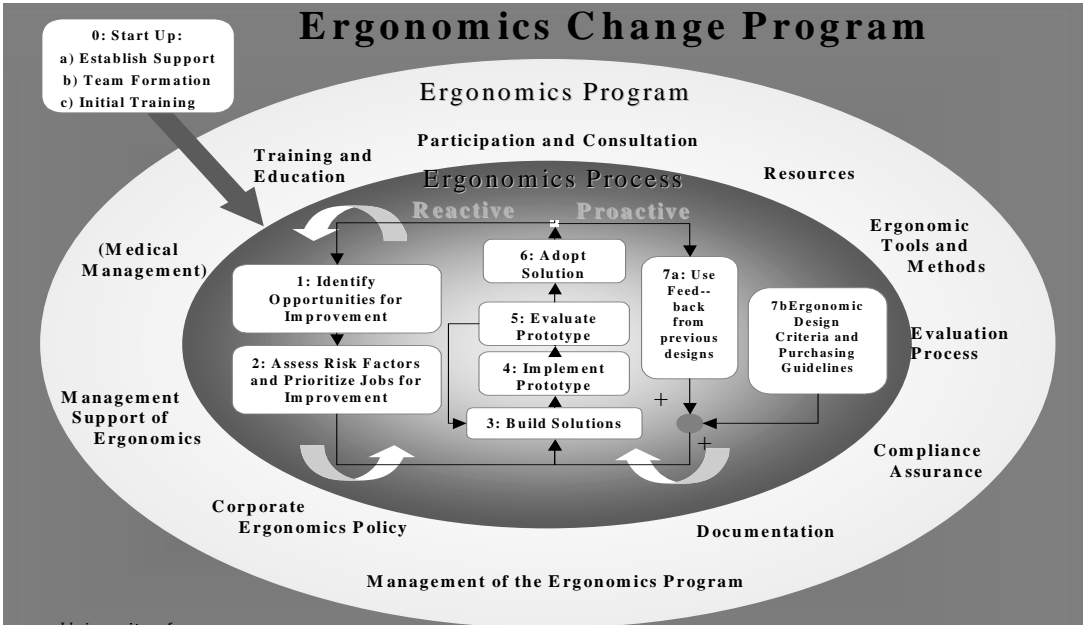 Ergonomics Change Program
0: Start Up:
a) Establish Support
b) Team Formation
c) Initial Training
Ergonomics Program
Participation and Consultation
Training and
Education
Resources
Ergonomics Process
Reactive
Proactive
(Medical
Management)
Ergonomic
Tools and
Methods
1: Identify
Opportunities for
Improvement
2: Assess Risk Factors
and Prioritize Jobs for
Improvement
6: Adopt
Solution
5: Evaluate
Prototype
4: Implement
Prototype
3: Build Solutions
7a: Use
Feed--
back
from
previous
designs
+
+
7bErgonomic
Design
Criteria and
Purchasing
Guidelines
Evaluation
Process
Management
Support of
Ergonomics
Compliance
Assurance
Corporate
Ergonomics Policy
Documentation
Management of the Ergonomics Program